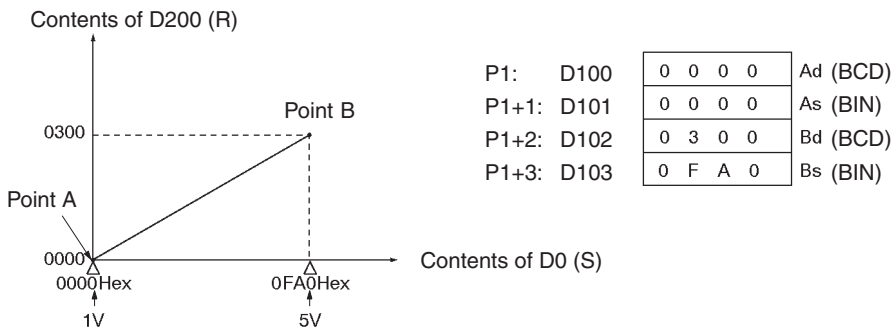 Contents of D200 (R)
0300
Point B
Point A
0000
0000Hex
0FA0Hex
Contents of D0 (S)
1V
5V
P1: D100 0 0 0 0 Ad (BCD)
P1+1: D101 0 0 0 0 As (BIN)
P1+2: D102 0 3 0 0 Bd (BCD)
P1+3: D103 0 F A 0 Bs (BIN)